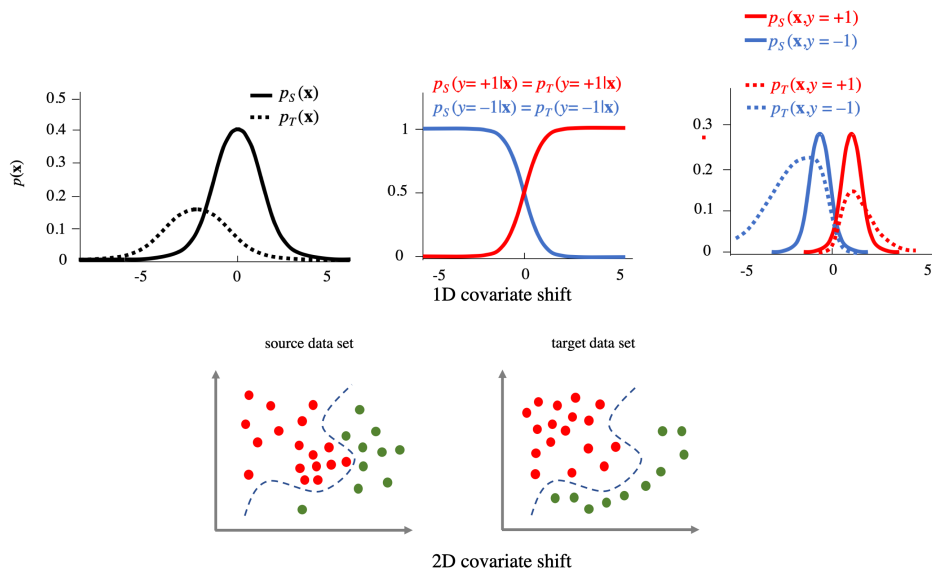 p_S(x,y = +1)
p_S(x,y = −1)
p_T(x,y = +1)
p_T(x,y = −1)
p_S(x)
p_T(x)
p_S(y= +1|x) = p_T(y= +1|x)
p_S(y= −1|x) = p_T(y= −1|x)
p(x)
0.5
0.4
0.3
0.2
0.1
0
-5
0
5
1
0.5
0
-5
0
5
0.3
0.2
0.1
0
-5
0
5
1D covariate shift
source data set
target data set
2D covariate shift